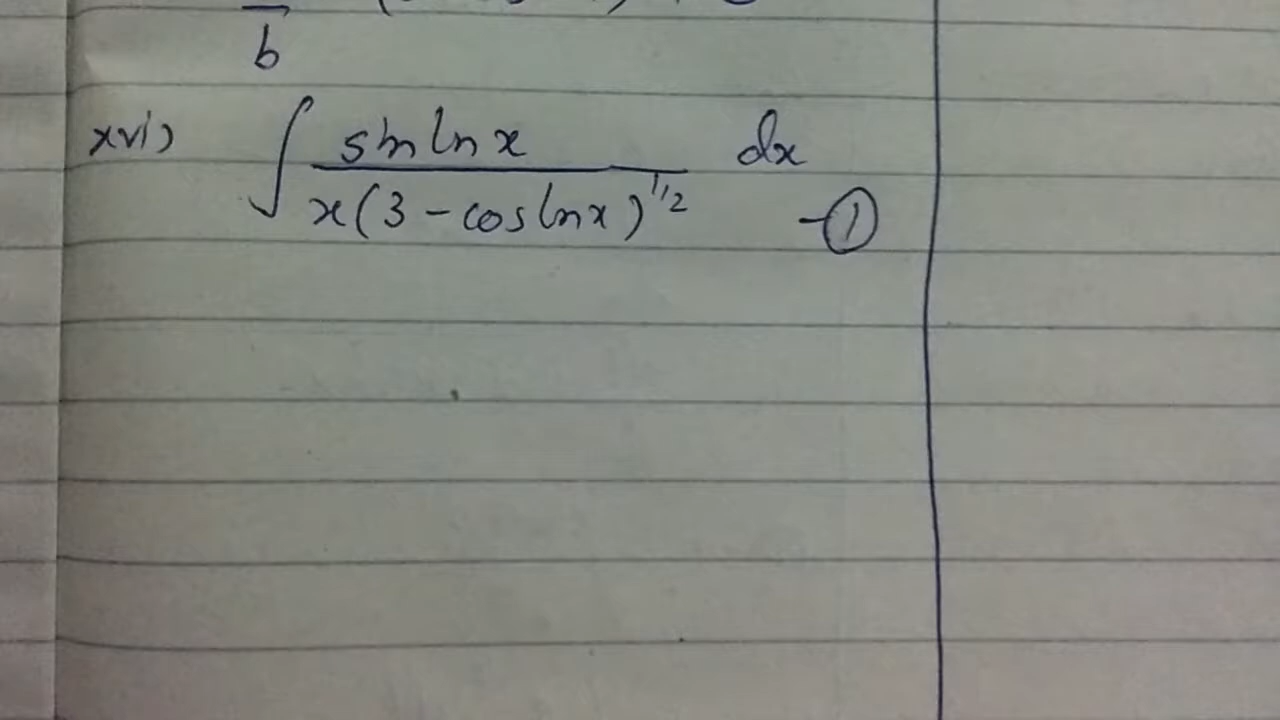 b
xvi) ∫ sin ln x / x(3 - cos ln x)^1/2 dx - ①